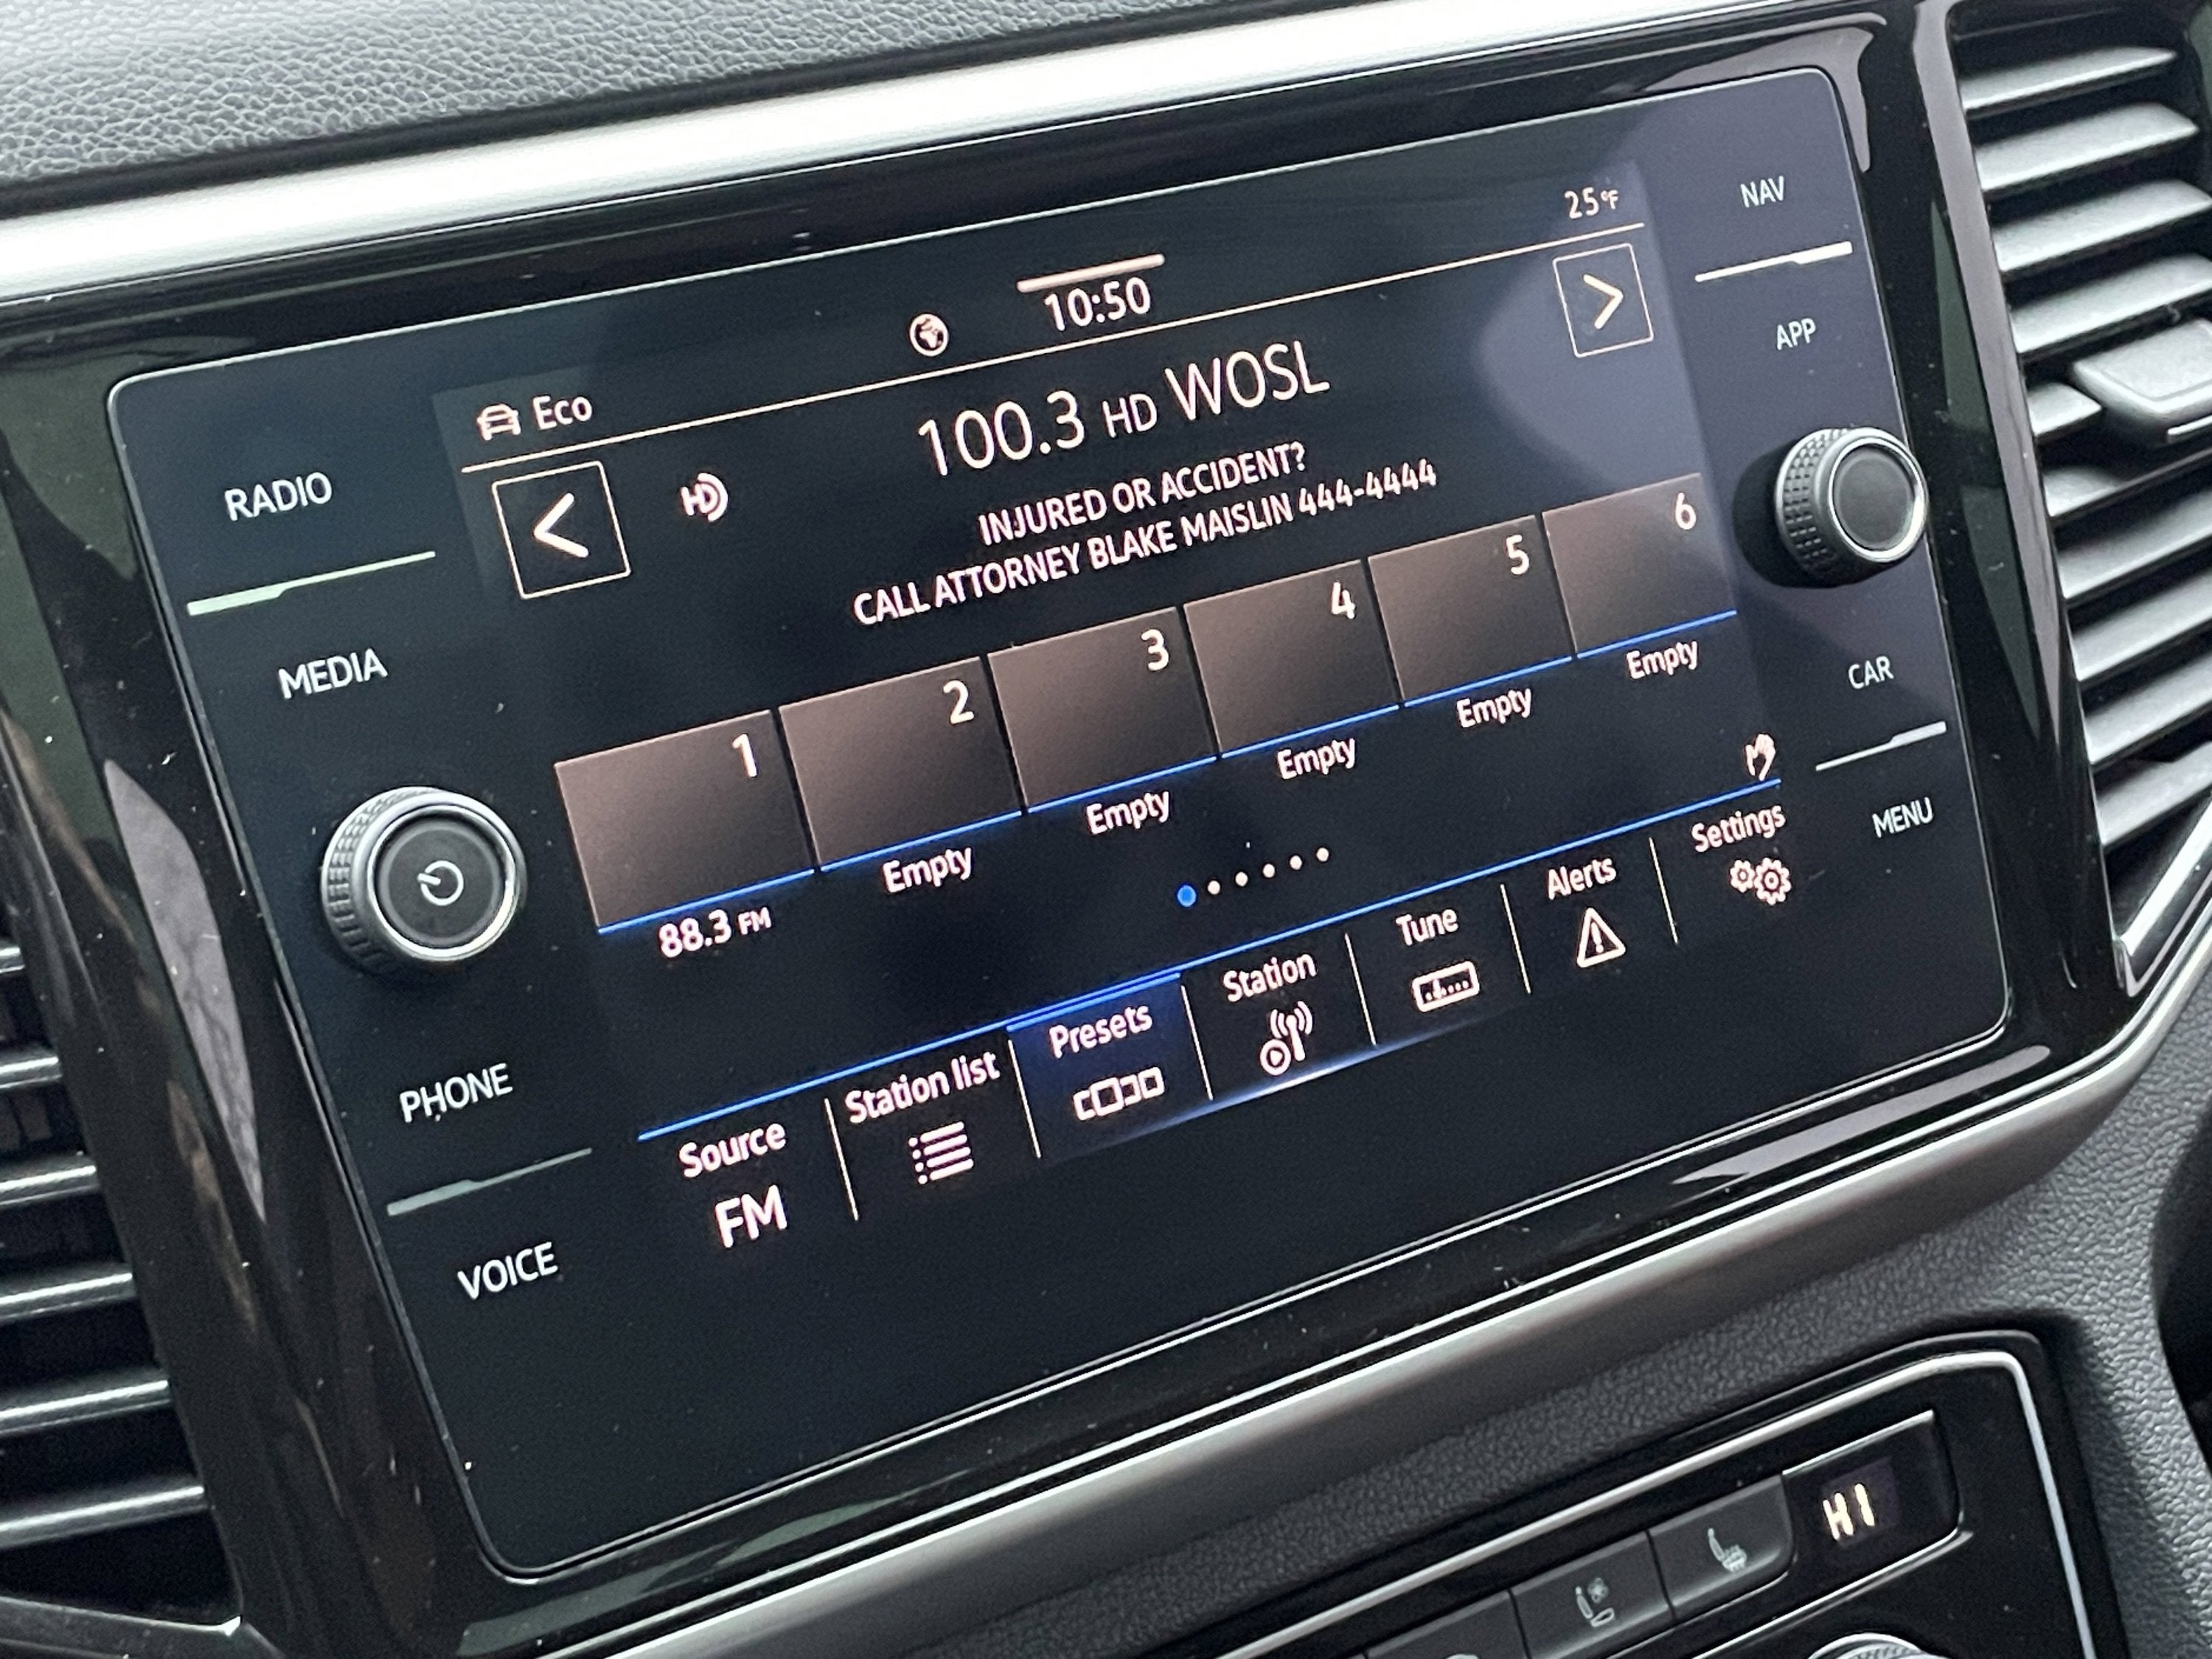 25°F
10:50
Eco
100.3 HD WOSL
HD
INJURED OR ACCIDENT?
CALL ATTORNEY BLAKE MAISLIN 444-4444
RADIO
MEDIA
PHONE
VOICE
NAV
APP
CAR
MENU
1 2 3 4 5 6
88.3 FM Empty Empty Empty Empty Empty
Source Station list Presets Station Tune Alerts Settings
FM
HI